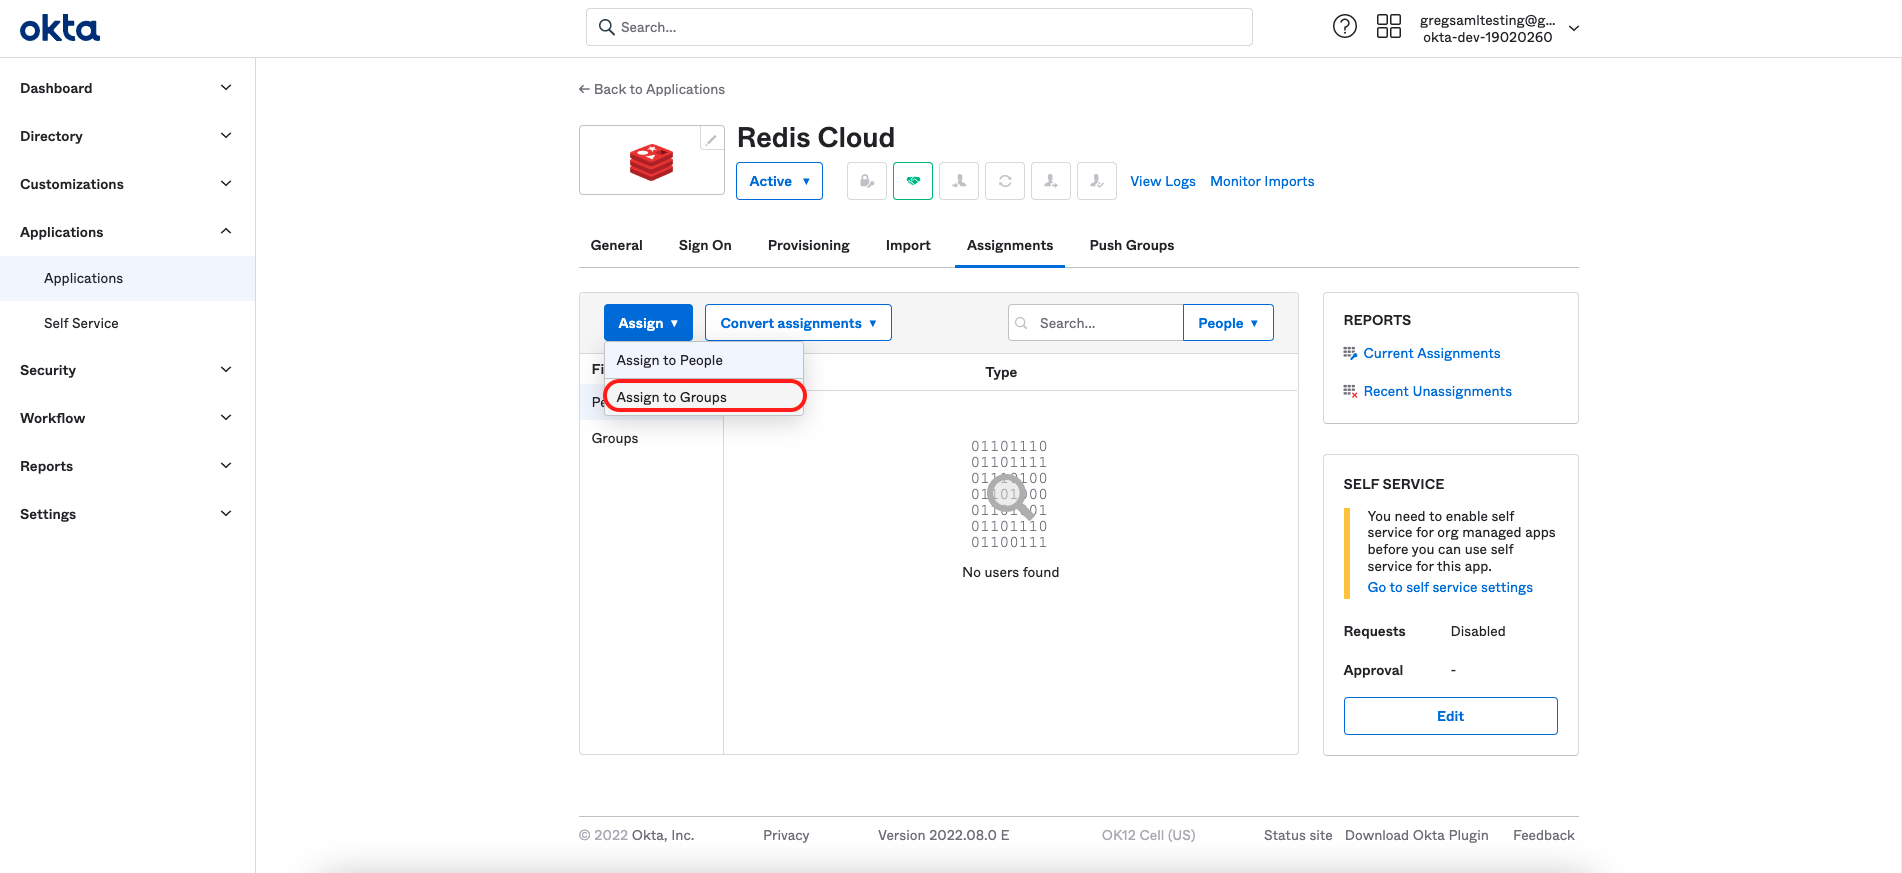 okta
Search...
gregsamltesting@g...
okta-dev-19020260
Dashboard
Directory
Customizations
Applications
Applications
Self Service
Security
Workflow
Reports
Settings
← Back to Applications
Redis Cloud
Active
View Logs
Monitor Imports
General
Sign On
Provisioning
Import
Assignments
Push Groups
Assign
Convert assignments
Search...
People
Assign to People
Assign to Groups
Fi
Type
Pe
Groups
01101110
01101111
01110100
01101000
01101001
01101110
01100111
No users found
REPORTS
Current Assignments
Recent Unassignments
SELF SERVICE
You need to enable self
service for org managed apps
before you can use self
service for this app.
Go to self service settings
Requests Disabled
Approval -
Edit
© 2022 Okta, Inc.
Privacy
Version 2022.08.0 E
OK12 Cell (US)
Status site
Download Okta Plugin
Feedback